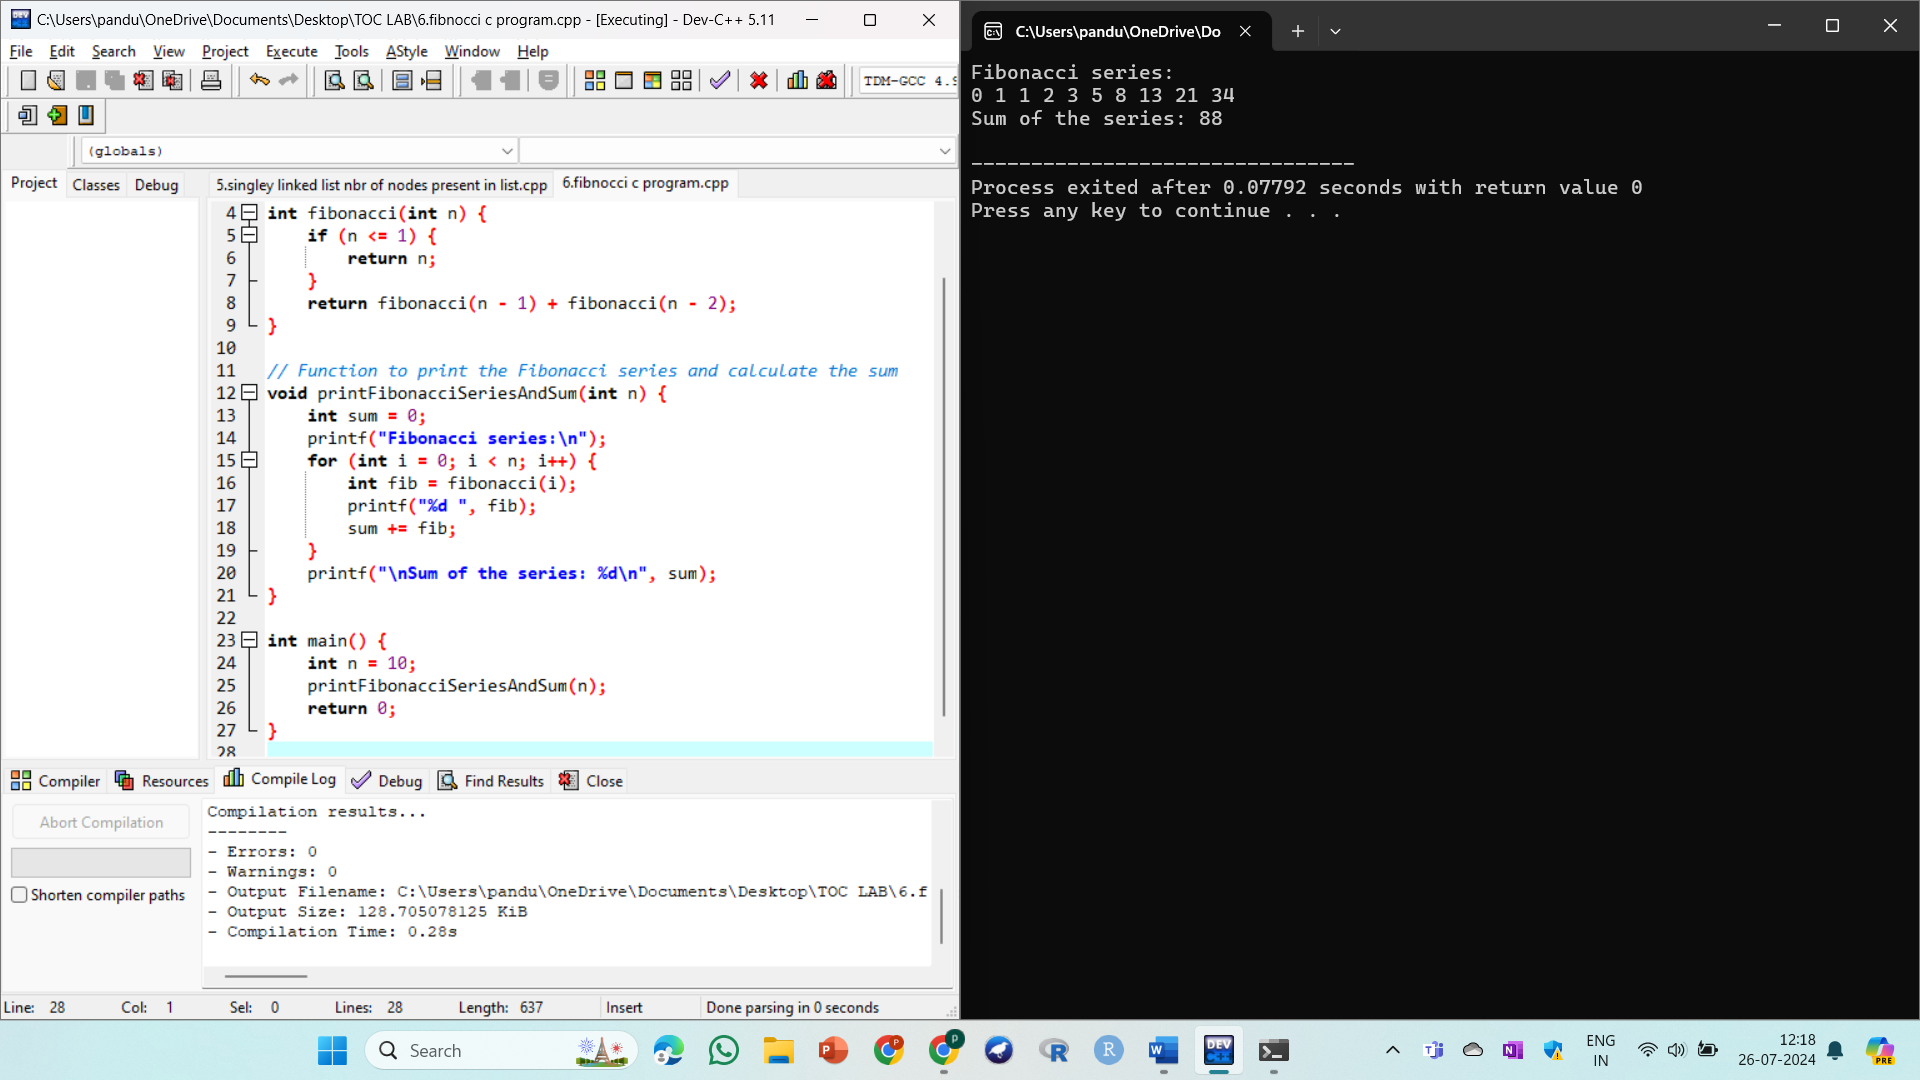 C:\Users\pandu\OneDrive\Documents\Desktop\TOC LAB\6.fibnocci c program.cpp - [Executing] - Dev-C++ 5.11
File Edit Search View Project Execute Tools AStyle Window Help
TDM-GCC 4.9
(globals)
Project Classes Debug
5.singley linked list nbr of nodes present in list.cpp 6.fibnocci c program.cpp
4 int fibonacci(int n) {
5 if (n <= 1) {
6 return n;
7 }
8 return fibonacci(n - 1) + fibonacci(n - 2);
9 }
10
11 // Function to print the Fibonacci series and calculate the sum
12 void printFibonacciSeriesAndSum(int n) {
13 int sum = 0;
14 printf("Fibonacci series:\n");
15 for (int i = 0; i < n; i++) {
16 int fib = fibonacci(i);
17 printf("%d ", fib);
18 sum += fib;
19 }
20 printf("\nSum of the series: %d\n", sum);
21 }
22
23 int main() {
24 int n = 10;
25 printFibonacciSeriesAndSum(n);
26 return 0;
27 }
28
Compiler Resources Compile Log Debug Find Results Close
Abort Compilation
Shorten compiler paths
Compilation results...
--------
- Errors: 0
- Warnings: 0
- Output Filename: C:\Users\pandu\OneDrive\Documents\Desktop\TOC LAB\6.f
- Output Size: 128.705078125 KiB
- Compilation Time: 0.28s
Line: 28 Col: 1 Sel: 0 Lines: 28 Length: 637 Insert Done parsing in 0 seconds
C:\Users\pandu\OneDrive\Do
Fibonacci series:
0 1 1 2 3 5 8 13 21 34
Sum of the series: 88
--------------------------------
Process exited after 0.07792 seconds with return value 0
Press any key to continue . . .
Search
DEV
ENG
IN
12:18
26-07-2024
PRE